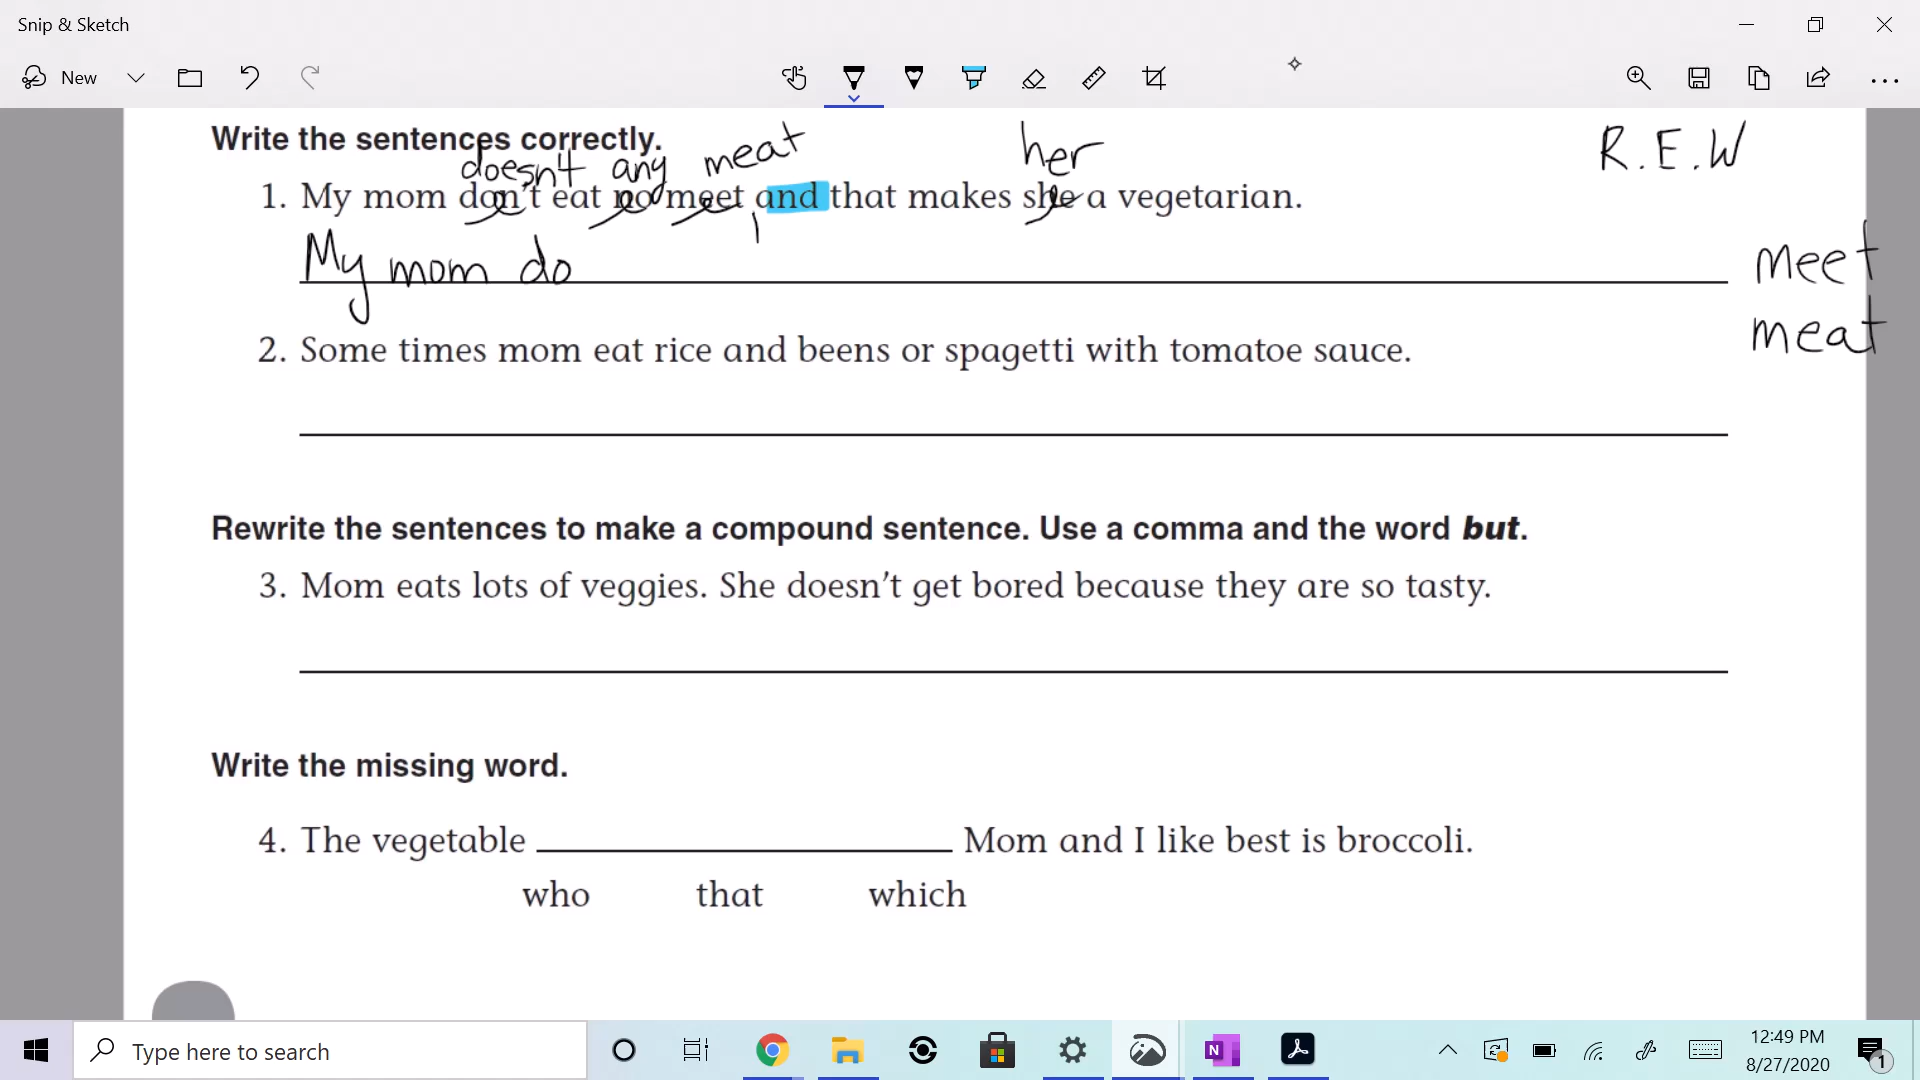 Snip & Sketch
New
Write the sentences correctly.
R.E.W
doesn't any meat her
1. My mom don't eat no meet and that makes she a vegetarian.
,
My mom do
meet
meat
2. Some times mom eat rice and beens or spagetti with tomatoe sauce.
Rewrite the sentences to make a compound sentence. Use a comma and the word but.
3. Mom eats lots of veggies. She doesn't get bored because they are so tasty.
Write the missing word.
4. The vegetable ____ Mom and I like best is broccoli.
who that which
Type here to search
N
12:49 PM
8/27/2020
1